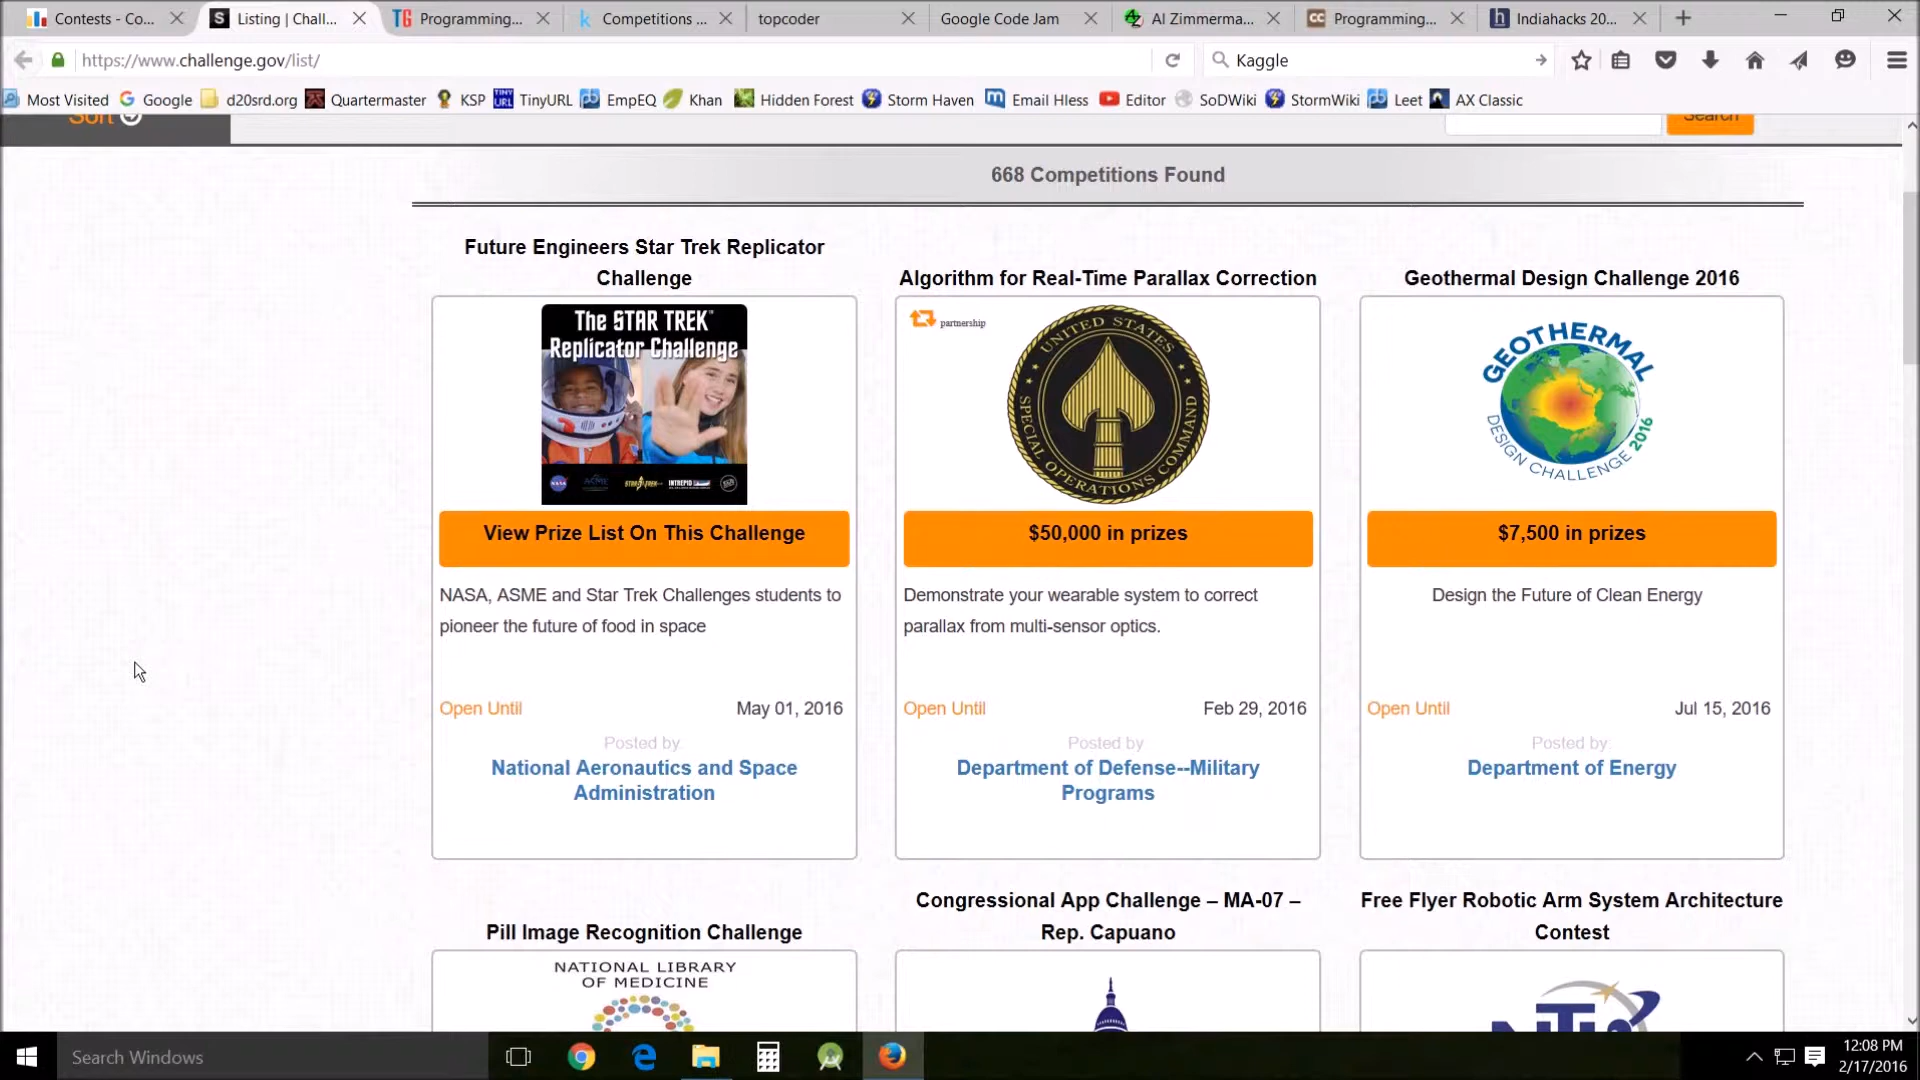 Contests - Co...
Listing | Chall...
Programming...
Competitions ...
topcoder
Google Code Jam
Al Zimmerma...
Programming...
Indiahacks 20...
https://www.challenge.gov/list/
Kaggle
Most Visited
Google
d20srd.org
Quartermaster
KSP
TinyURL
EmpEQ
Khan
Hidden Forest
Storm Haven
Email Hless
Editor
SoDWiki
StormWiki
Leet
AX Classic
Sort
Search
668 Competitions Found
Future Engineers Star Trek Replicator
Challenge
The STAR TREK™
Replicator Challenge
NASA
STAR TREK
INTREPID
View Prize List On This Challenge
NASA, ASME and Star Trek Challenges students to
pioneer the future of food in space
Open Until May 01, 2016
Posted by:
National Aeronautics and Space
Administration
Algorithm for Real-Time Parallax Correction
partnership
UNITED STATES
SPECIAL OPERATIONS COMMAND
$50,000 in prizes
Demonstrate your wearable system to correct
parallax from multi-sensor optics.
Open Until Feb 29, 2016
Posted by
Department of Defense--Military
Programs
Geothermal Design Challenge 2016
GEOTHERMAL
DESIGN CHALLENGE 2016
$7,500 in prizes
Design the Future of Clean Energy
Open Until Jul 15, 2016
Posted by:
Department of Energy
Pill Image Recognition Challenge
NATIONAL LIBRARY
OF MEDICINE
Congressional App Challenge – MA-07 –
Rep. Capuano
Free Flyer Robotic Arm System Architecture
Contest
Search Windows
12:08 PM
2/17/2016